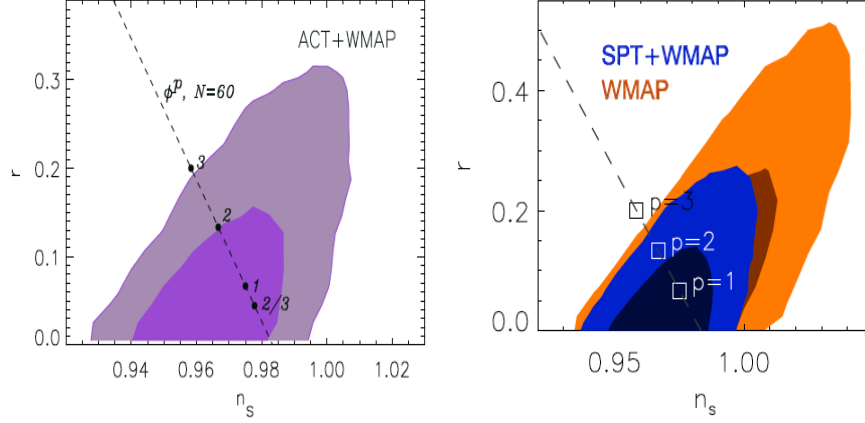 ACT+WMAP
0.3
ϕᵖ, N=60
0.2
3
2
r
0.1
1
2/3
0.0
0.94 0.96 0.98 1.00 1.02
n_s
SPT+WMAP
WMAP
0.4
r
0.2
p=3
p=2
p=1
0.0
0.95 1.00
n_s